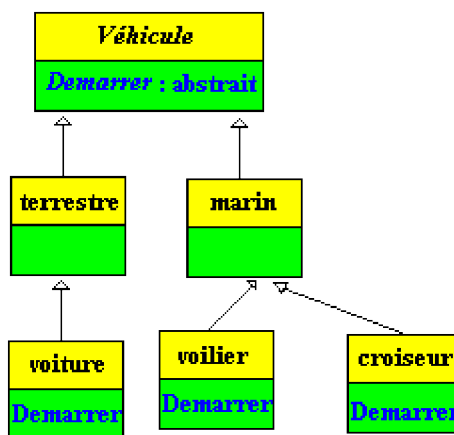 Véhicule
Demarrer : abstrait
terrestre
marin
voiture
Demarrer
voilier
Demarrer
croiseur
Demarrer